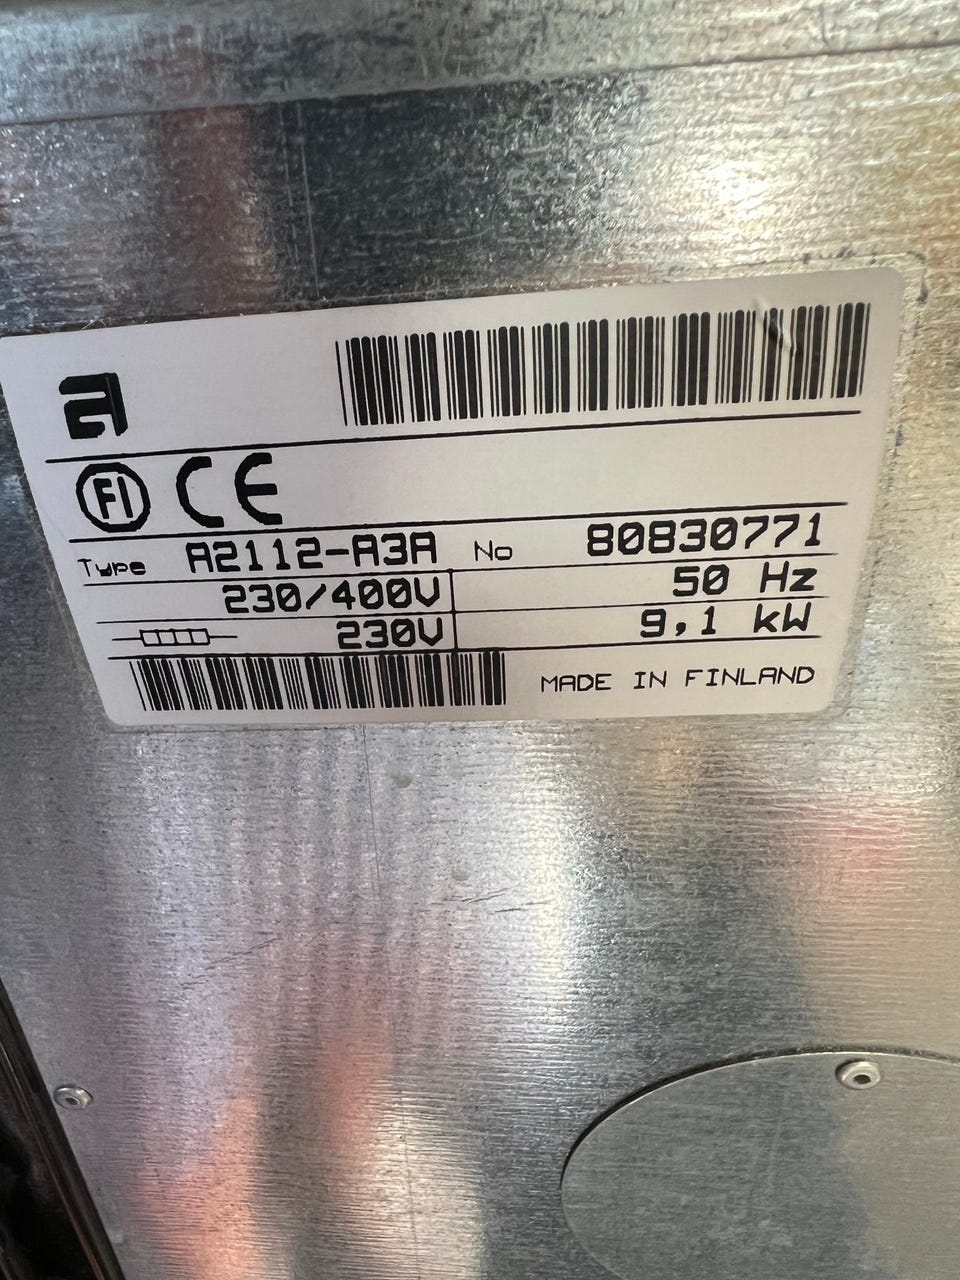 a
FI CE
Type A2112-A3A No 80830771
230/400V 50 Hz
230V 9,1 kW
MADE IN FINLAND